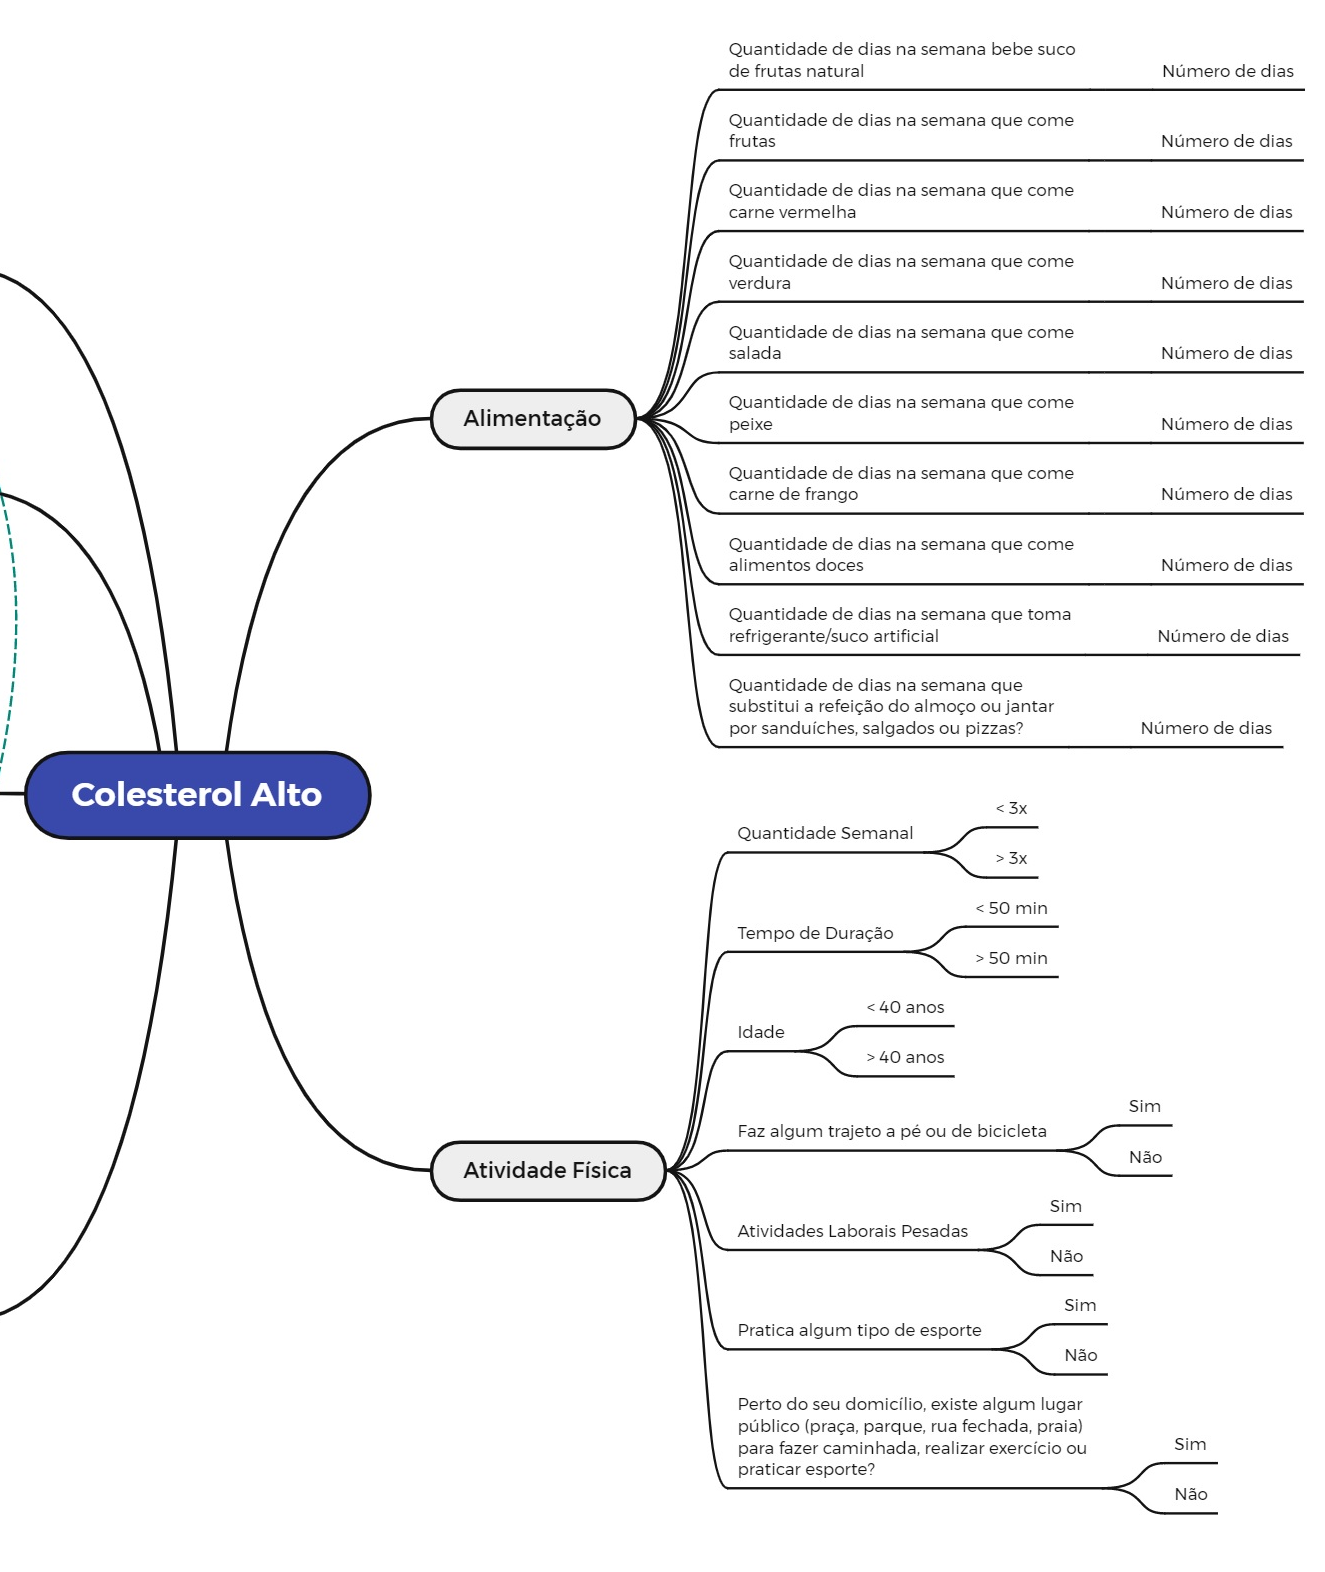 Quantidade de dias na semana bebe suco
de frutas natural
Número de dias
Quantidade de dias na semana que come
frutas
Número de dias
Quantidade de dias na semana que come
carne vermelha
Número de dias
Quantidade de dias na semana que come
verdura
Número de dias
Quantidade de dias na semana que come
salada
Número de dias
Alimentação
Quantidade de dias na semana que come
peixe
Número de dias
Quantidade de dias na semana que come
carne de frango
Número de dias
Quantidade de dias na semana que come
alimentos doces
Número de dias
Quantidade de dias na semana que toma
refrigerante/suco artificial
Número de dias
Quantidade de dias na semana que
substitui a refeição do almoço ou jantar
por sanduíches, salgados ou pizzas?
Número de dias
Colesterol Alto
Quantidade Semanal
< 3x
> 3x
Tempo de Duração
< 50 min
> 50 min
Idade
< 40 anos
> 40 anos
Faz algum trajeto a pé ou de bicicleta
Sim
Não
Atividade Física
Atividades Laborais Pesadas
Sim
Não
Pratica algum tipo de esporte
Sim
Não
Perto do seu domicílio, existe algum lugar
público (praça, parque, rua fechada, praia)
para fazer caminhada, realizar exercício ou
praticar esporte?
Sim
Não